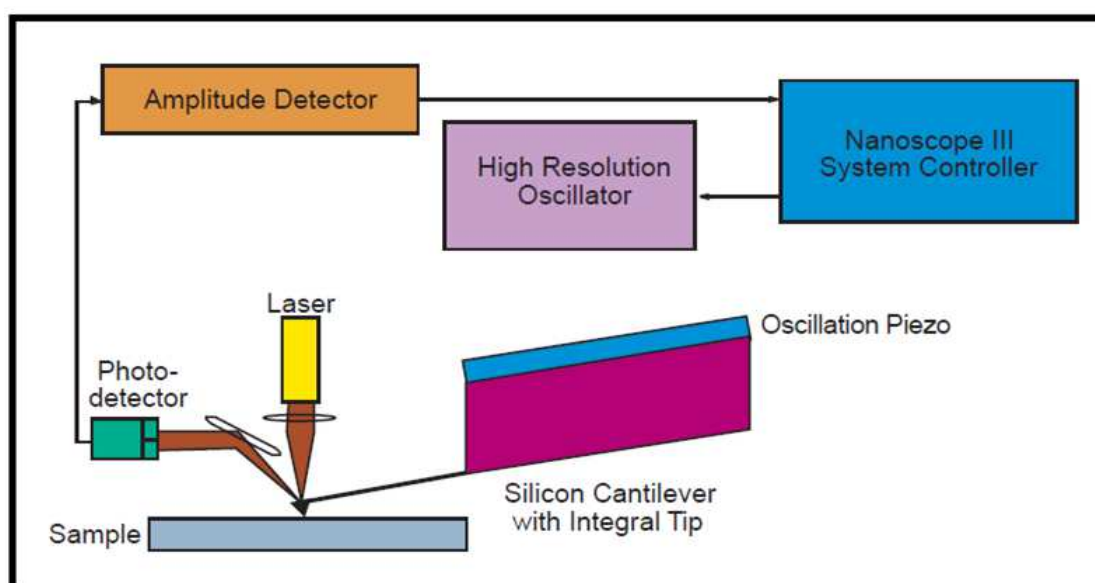 Amplitude Detector
High Resolution
Oscillator
Nanoscope III
System Controller
Laser
Oscillation Piezo
Photo-
detector
Silicon Cantilever
with Integral Tip
Sample